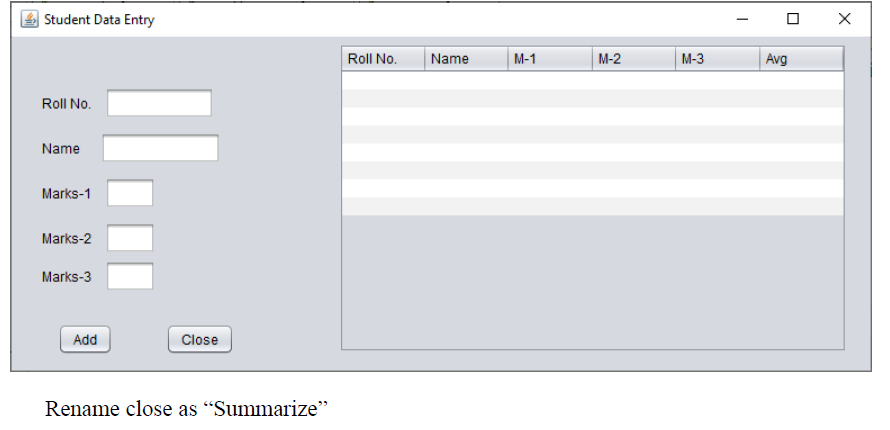 Student Data Entry
Roll No. Name M-1 M-2 M-3 Avg
Roll No.
Name
Marks-1
Marks-2
Marks-3
Add Close
Rename close as “Summarize”